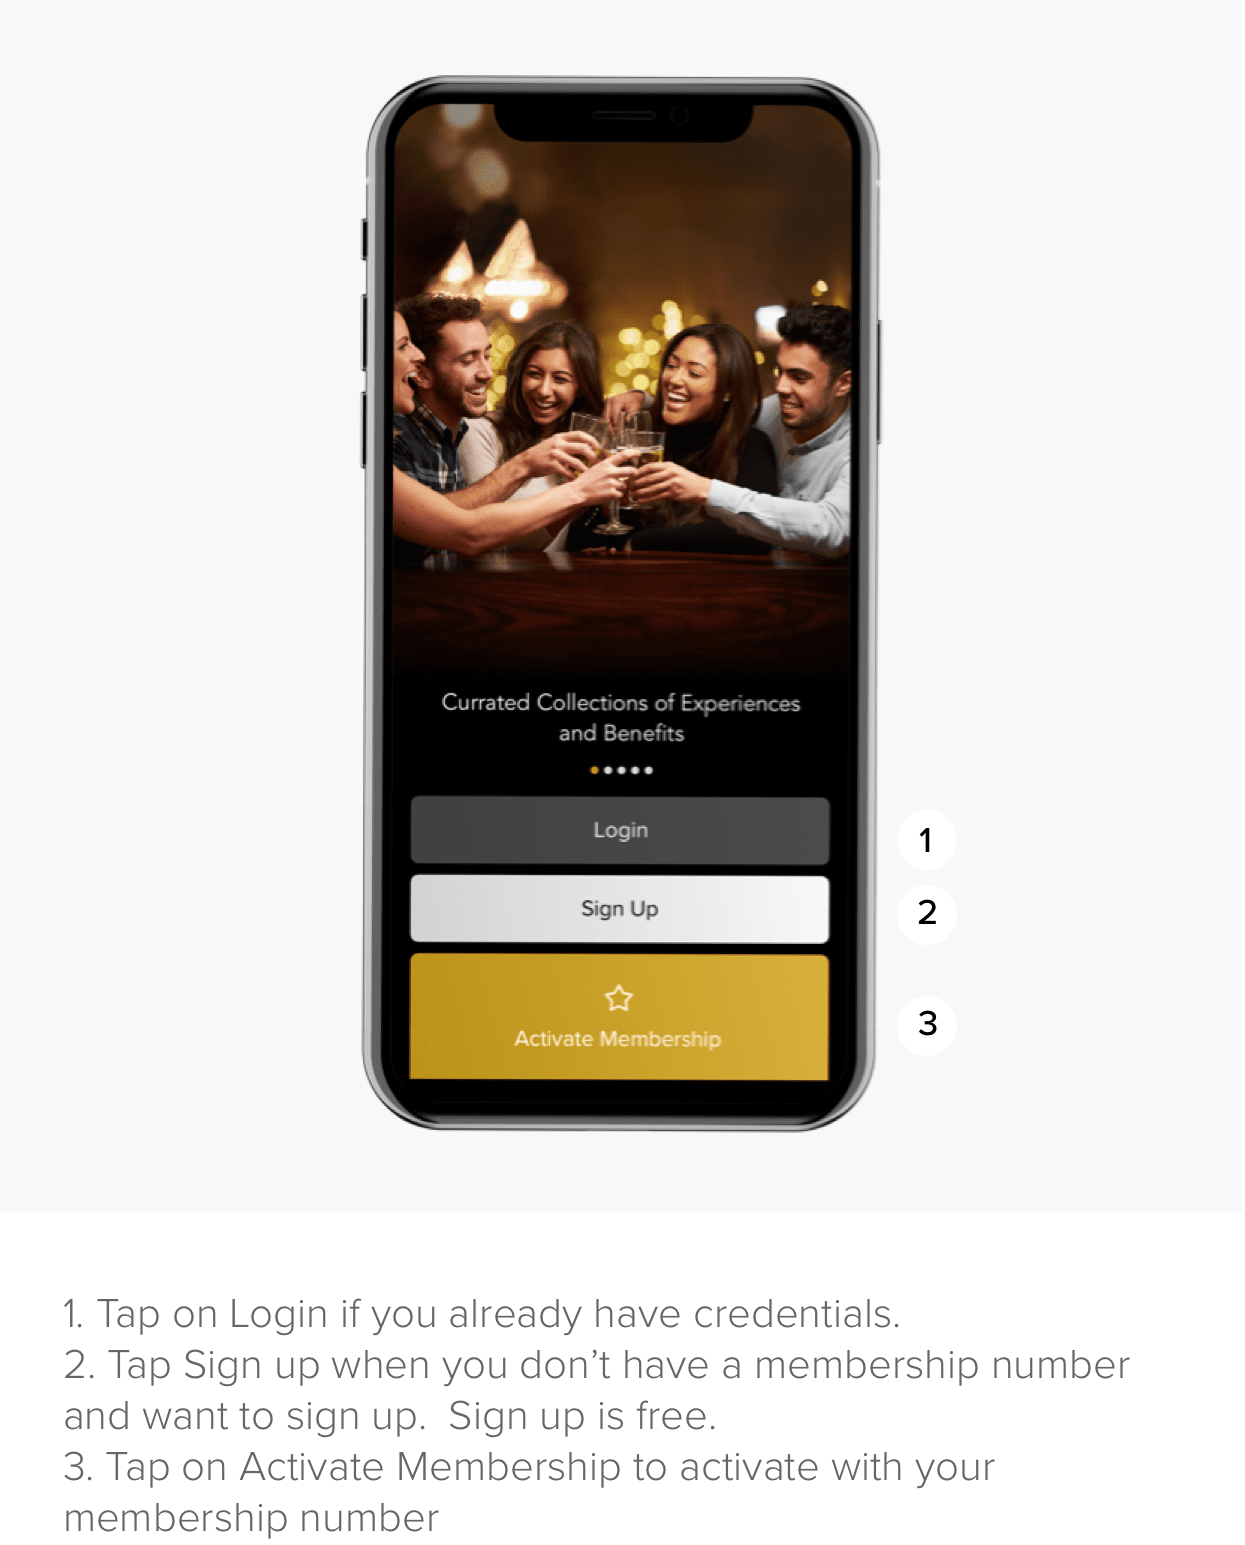 Currated Collections of Experiences
and Benefits
Login
1
Sign Up
2
Activate Membership
3
1. Tap on Login if you already have credentials.
2. Tap Sign up when you don’t have a membership number
and want to sign up.  Sign up is free.
3. Tap on Activate Membership to activate with your
membership number